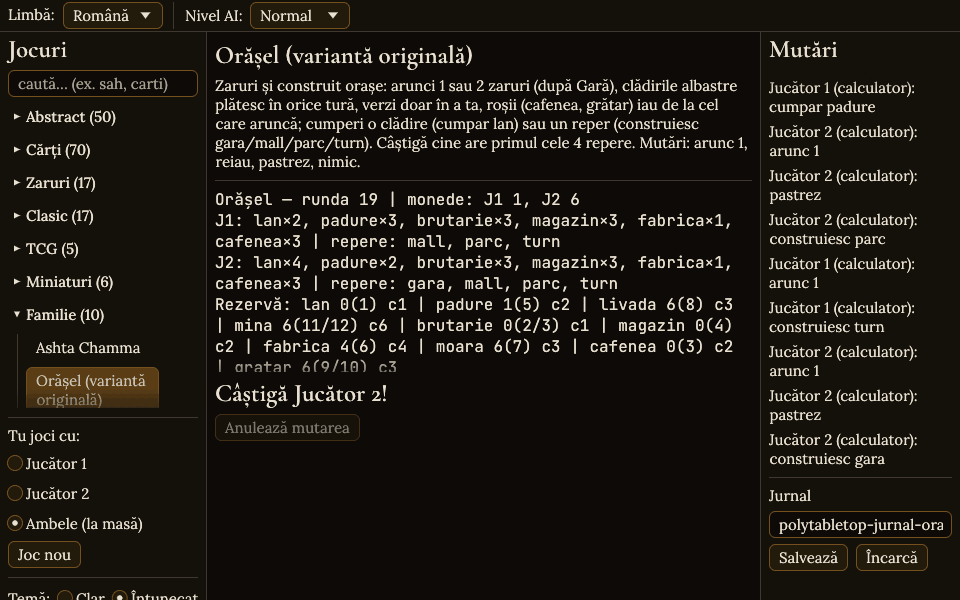 Limbă: Română ▼ Nivel AI: Normal ▼
Jocuri
caută... (ex. sah, carti)
▸ Abstract (50)
▸ Cărți (70)
▸ Zaruri (17)
▸ Clasic (17)
▸ TCG (5)
▸ Miniaturi (6)
▾ Familie (10)
Ashta Chamma
Orășel (variantă
originală)
Tu joci cu:
Jucător 1
Jucător 2
Ambele (la masă)
Joc nou
Temă: Clar Întunecat
Orășel (variantă originală)
Zaruri și construit orașe: arunci 1 sau 2 zaruri (după Gară), clădirile albastre
plătesc în orice tură, verzi doar în a ta, roșii (cafenea, grătar) iau de la cel
care aruncă; cumperi o clădire (cumpar lan) sau un reper (construiesc
gara/mall/parc/turn). Câștigă cine are primul cele 4 repere. Mutări: arunc 1,
reiau, pastrez, nimic.
Orășel — runda 19 | monede: J1 1, J2 6
J1: lan×2, padure×3, brutarie×3, magazin×3, fabrica×1,
cafenea×3 | repere: mall, parc, turn
J2: lan×4, padure×2, brutarie×3, magazin×3, fabrica×1,
cafenea×3 | repere: gara, mall, parc, turn
Rezervă: lan 0(1) c1 | padure 1(5) c2 | livada 6(8) c3
| mina 6(11/12) c6 | brutarie 0(2/3) c1 | magazin 0(4)
c2 | fabrica 4(6) c4 | moara 6(7) c3 | cafenea 0(3) c2
| gratar 6(9/10) c3
Câștigă Jucător 2!
Anulează mutarea
Mutări
Jucător 1 (calculator):
cumpar padure
Jucător 2 (calculator):
arunc 1
Jucător 2 (calculator):
pastrez
Jucător 2 (calculator):
construiesc parc
Jucător 1 (calculator):
arunc 1
Jucător 1 (calculator):
construiesc turn
Jucător 2 (calculator):
arunc 1
Jucător 2 (calculator):
pastrez
Jucător 2 (calculator):
construiesc gara
Jurnal
polytabletop-jurnal-ora
Salvează Încarcă